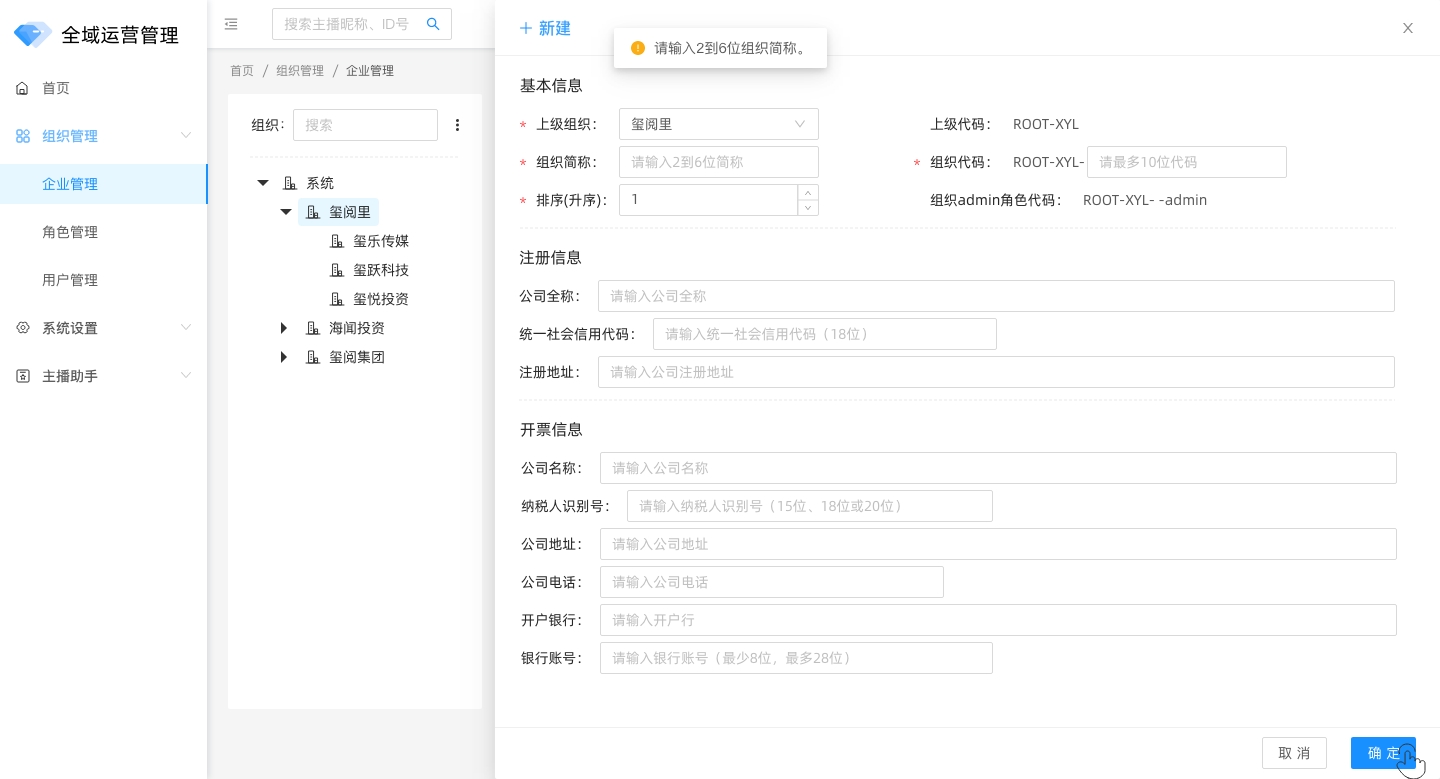 全域运营管理
首页
组织管理
企业管理
角色管理
用户管理
系统设置
主播助手
搜索主播昵称、ID号
首页 / 组织管理 / 企业管理
组织： 搜索
系统
玺阅里
玺乐传媒
玺跃科技
玺悦投资
海闻投资
玺阅集团
新建
X
请输入2到6位组织简称。
基本信息
* 上级组织： 玺阅里 上级代码： ROOT-XYL
* 组织简称： 请输入2到6位简称 * 组织代码： ROOT-XYL- 请最多10位代码
* 排序(升序)： 1 组织admin角色代码： ROOT-XYL- -admin
注册信息
公司全称： 请输入公司全称
统一社会信用代码： 请输入统一社会信用代码（18位）
注册地址： 请输入公司注册地址
开票信息
公司名称： 请输入公司名称
纳税人识别号： 请输入纳税人识别号（15位、18位或20位）
公司地址： 请输入公司地址
公司电话： 请输入公司电话
开户银行： 请输入开户行
银行账号： 请输入银行账号（最少8位，最多28位）
取 消 确 定